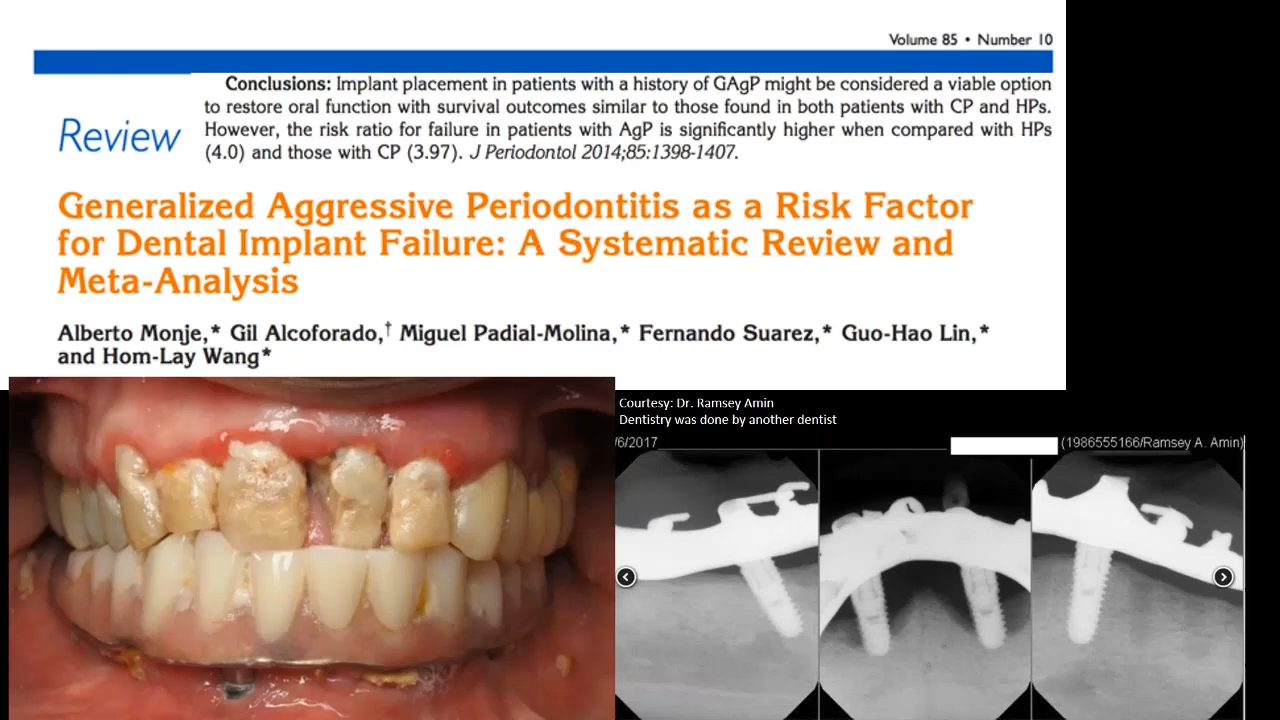 Volume 85 • Number 10
Conclusions: Implant placement in patients with a history of GAgP might be considered a viable option
to restore oral function with survival outcomes similar to those found in both patients with CP and HPs.
However, the risk ratio for failure in patients with AgP is significantly higher when compared with HPs
(4.0) and those with CP (3.97). J Periodontol 2014;85:1398-1407.
Review
Generalized Aggressive Periodontitis as a Risk Factor
for Dental Implant Failure: A Systematic Review and
Meta-Analysis
Alberto Monje,* Gil Alcoforado,† Miguel Padial-Molina,* Fernando Suarez,* Guo-Hao Lin,*
and Hom-Lay Wang*
Courtesy: Dr. Ramsey Amin
Dentistry was done by another dentist
/6/2017
(1986555166/Ramsey A. Amin)